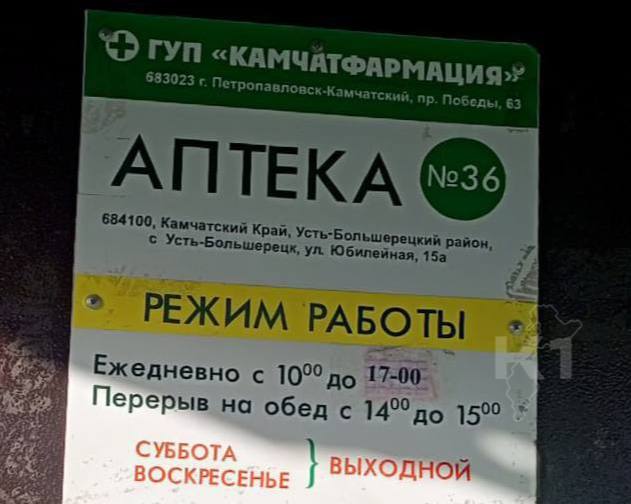 ГУП «КАМЧАТФАРМАЦИЯ»
683023 г. Петропавловск-Камчатский, пр. Победы, 63
АПТЕКА №36
684100, Камчатский Край, Усть-Большерецкий район,
с Усть-Большерецк, ул. Юбилейная, 15а
РЕЖИМ РАБОТЫ
Ежедневно с 10⁰⁰ до 17-00
Перерыв на обед с 14⁰⁰ до 15⁰⁰
СУББОТА
ВОСКРЕСЕНЬЕ } ВЫХОДНОЙ
К1